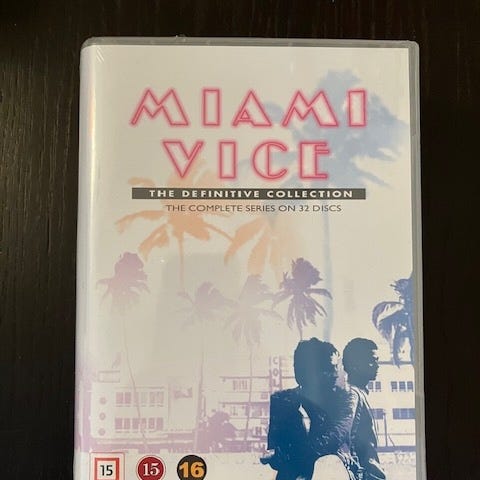 MIAMI
VICE
THE DEFINITIVE COLLECTION
THE COMPLETE SERIES ON 32 DISCS
15 15 16